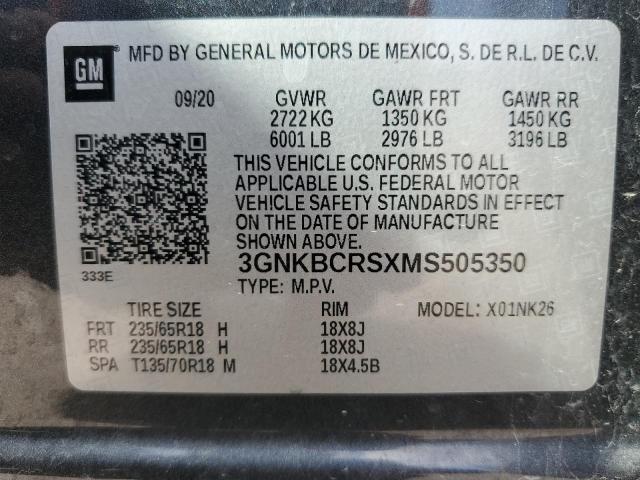 GM
MFD BY GENERAL MOTORS DE MEXICO, S. DE R.L. DE C.V.
09/20 GVWR GAWR FRT GAWR RR
2722 KG 1350 KG 1450 KG
6001 LB 2976 LB 3196 LB
THIS VEHICLE CONFORMS TO ALL
APPLICABLE U.S. FEDERAL MOTOR
VEHICLE SAFETY STANDARDS IN EFFECT
ON THE DATE OF MANUFACTURE
SHOWN ABOVE.
333E 3GNKBCRSXMS505350
TYPE: M.P.V.
TIRE SIZE RIM MODEL: X01NK26
FRT 235/65R18 H 18X8J
RR 235/65R18 H 18X8J
SPA T135/70R18 M 18X4.5B